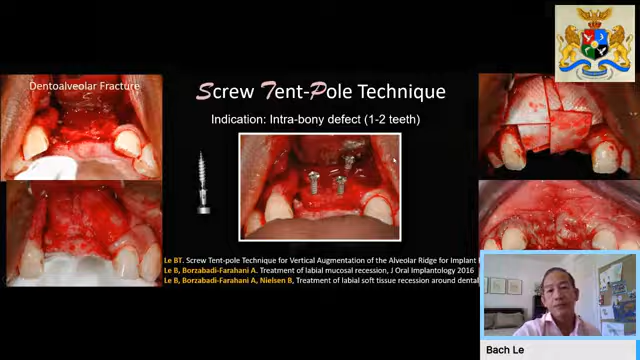 Dentoalveolar Fracture
Screw Tent-Pole Technique
Indication: Intra-bony defect (1-2 teeth)
Le BT. Screw Tent-pole Technique for Vertical Augmentation of the Alveolar Ridge for Implant
Le B, Borzabadi-Farahani A. Treatment of labial mucosal recession, J Oral Implantology 2016
Le B, Borzabadi-Farahani A, Nielsen B, Treatment of labial soft tissue recession around dental
Bach Le